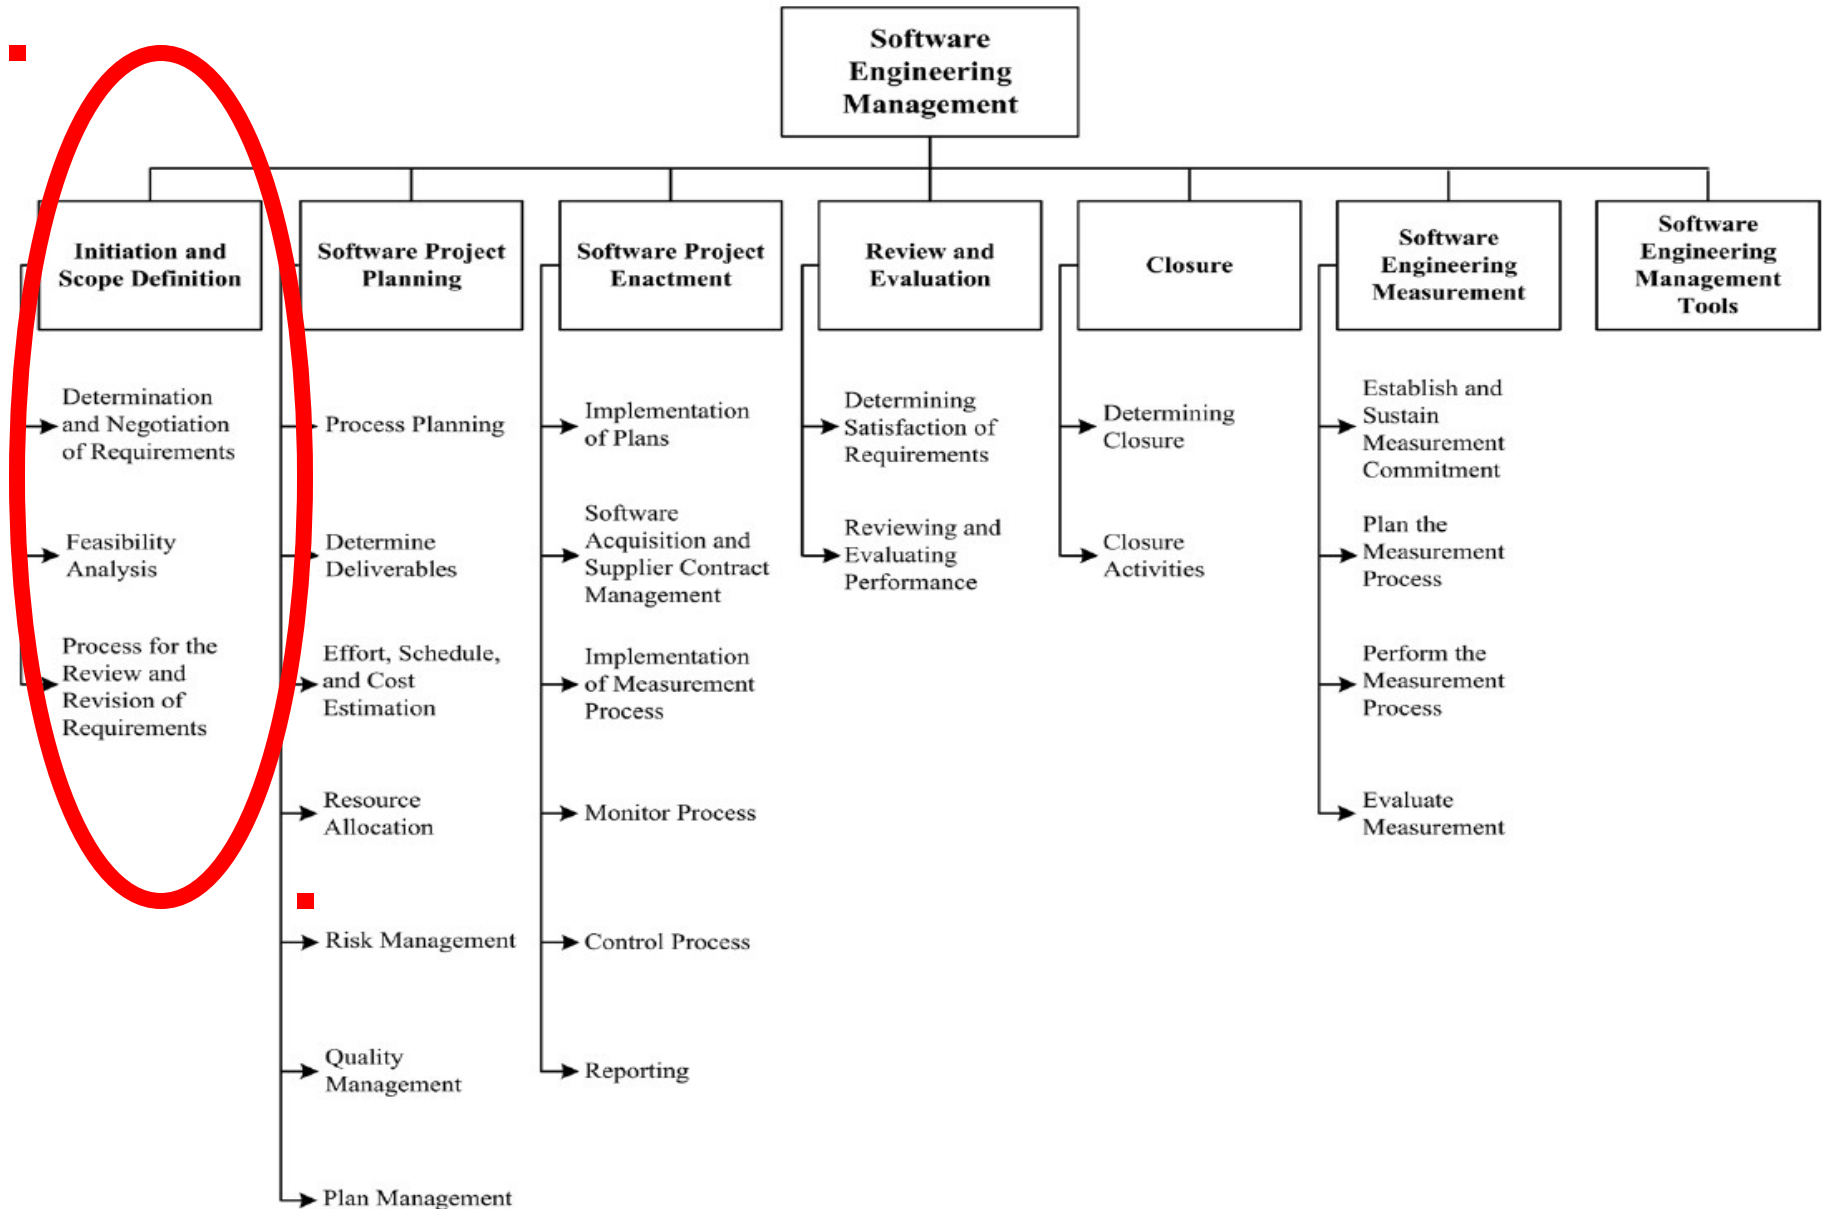 Software
Engineering
Management
Initiation and
Scope Definition
Determination
and Negotiation
of Requirements
Feasibility
Analysis
Process for the
Review and
Revision of
Requirements
Software Project
Planning
Process Planning
Determine
Deliverables
Effort, Schedule,
and Cost
Estimation
Resource
Allocation
Risk Management
Quality
Management
Plan Management
Software Project
Enactment
Implementation
of Plans
Software
Acquisition and
Supplier Contract
Management
Implementation
of Measurement
Process
Monitor Process
Control Process
Reporting
Review and
Evaluation
Determining
Satisfaction of
Requirements
Reviewing and
Evaluating
Performance
Closure
Determining
Closure
Closure
Activities
Software
Engineering
Measurement
Establish and
Sustain
Measurement
Commitment
Plan the
Measurement
Process
Perform the
Measurement
Process
Evaluate
Measurement
Software
Engineering
Management
Tools